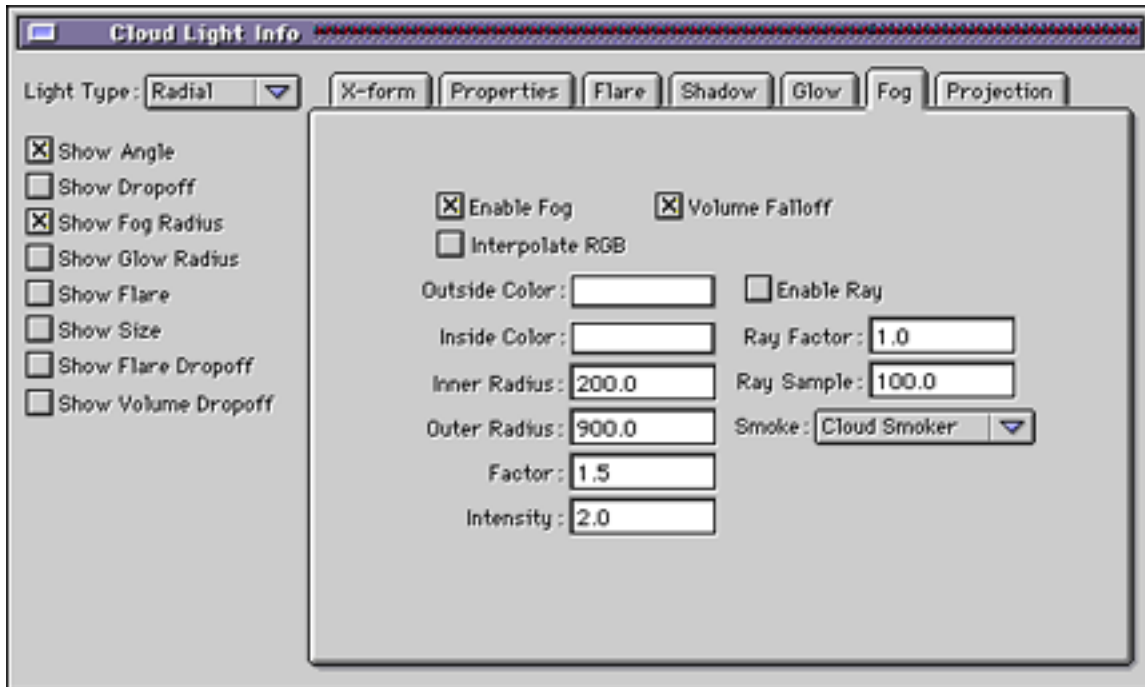 Cloud Light Info
Light Type: Radial
X-form Properties Flare Shadow Glow Fog Projection
Show Angle
Show Dropoff
Show Fog Radius
Show Glow Radius
Show Flare
Show Size
Show Flare Dropoff
Show Volume Dropoff
Enable Fog Volume Falloff
Interpolate RGB
Outside Color: Enable Ray
Inside Color: Ray Factor: 1.0
Inner Radius: 200.0 Ray Sample: 100.0
Outer Radius: 900.0 Smoke: Cloud Smoker
Factor: 1.5
Intensity: 2.0